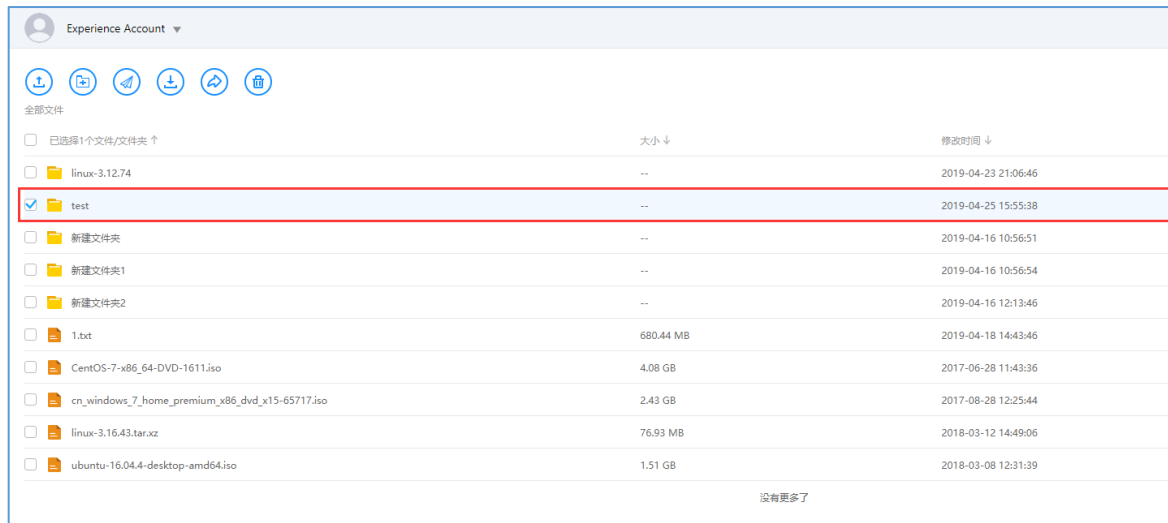 Experience Account
全部文件
已选择1个文件/文件夹 大小 修改时间
linux-3.12.74 -- 2019-04-23 21:06:46
test -- 2019-04-25 15:55:38
新建文件夹 -- 2019-04-16 10:56:51
新建文件夹1 -- 2019-04-16 10:56:54
新建文件夹2 -- 2019-04-16 12:13:46
1.txt 680.44 MB 2019-04-18 14:43:46
CentOS-7-x86_64-DVD-1611.iso 4.08 GB 2017-06-28 11:43:36
cn_windows_7_home_premium_x86_dvd_x15-65717.iso 2.43 GB 2017-08-28 12:25:44
linux-3.16.43.tar.xz 76.93 MB 2018-03-12 14:49:06
ubuntu-16.04.4-desktop-amd64.iso 1.51 GB 2018-03-08 12:31:39
没有更多了